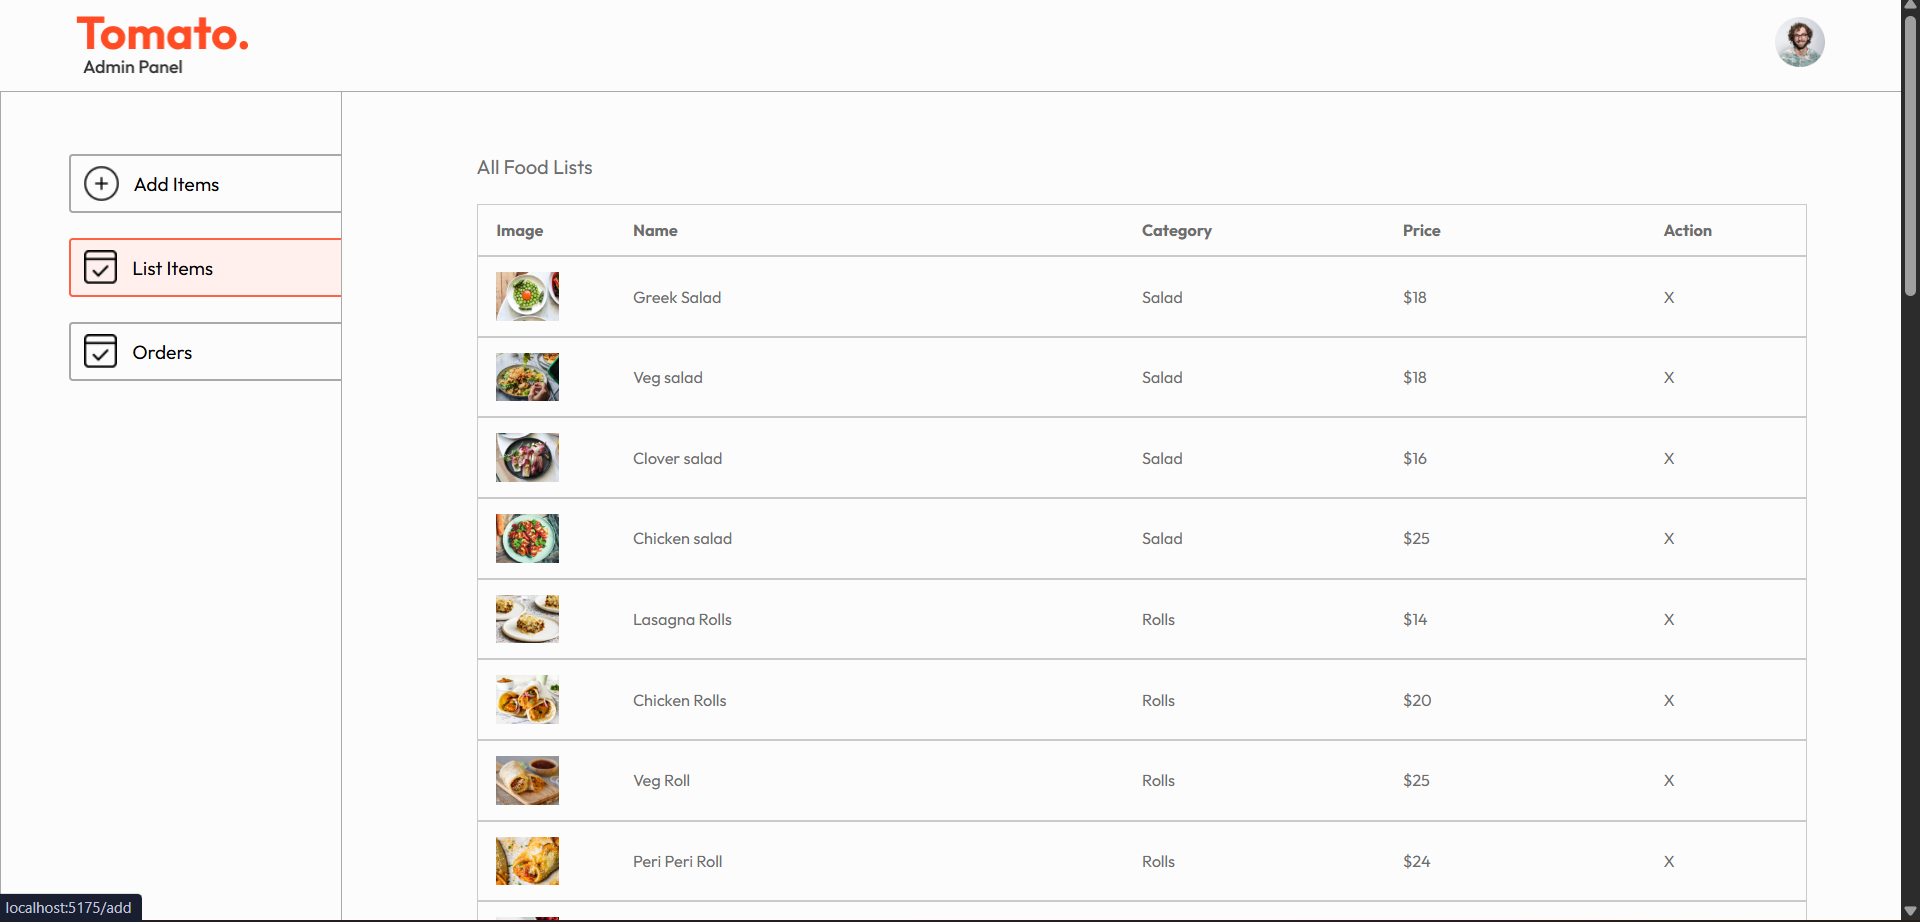 Tomato.
Admin Panel
Add Items
List Items
Orders
All Food Lists
Image Name Category Price Action
Greek Salad Salad $18 X
Veg salad Salad $18 X
Clover salad Salad $16 X
Chicken salad Salad $25 X
Lasagna Rolls Rolls $14 X
Chicken Rolls Rolls $20 X
Veg Roll Rolls $25 X
Peri Peri Roll Rolls $24 X
localhost:5175/add